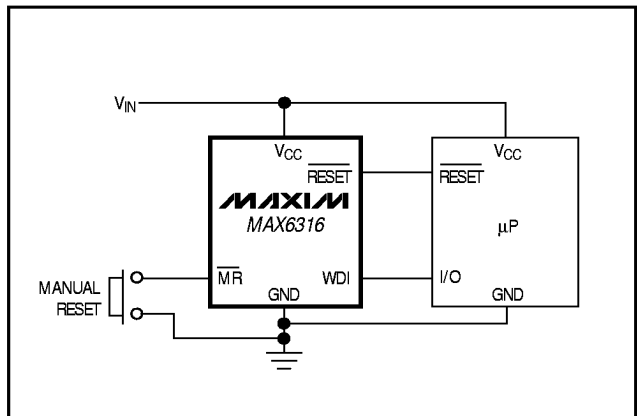 VIN
VCC
VCC
RESET
RESET
MAXIM
MAX6316
µP
MANUAL
RESET
MR
WDI
I/O
GND
GND